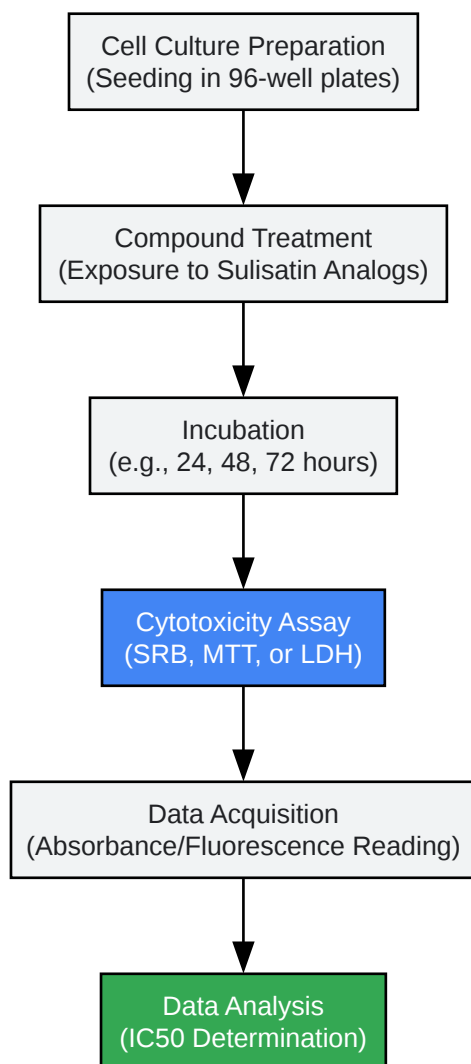 Cell Culture Preparation
(Seeding in 96-well plates)
Compound Treatment
(Exposure to Sulisatin Analogs)
Incubation
(e.g., 24, 48, 72 hours)
Cytotoxicity Assay
(SRB, MTT, or LDH)
Data Acquisition
(Absorbance/Fluorescence Reading)
Data Analysis
(IC50 Determination)